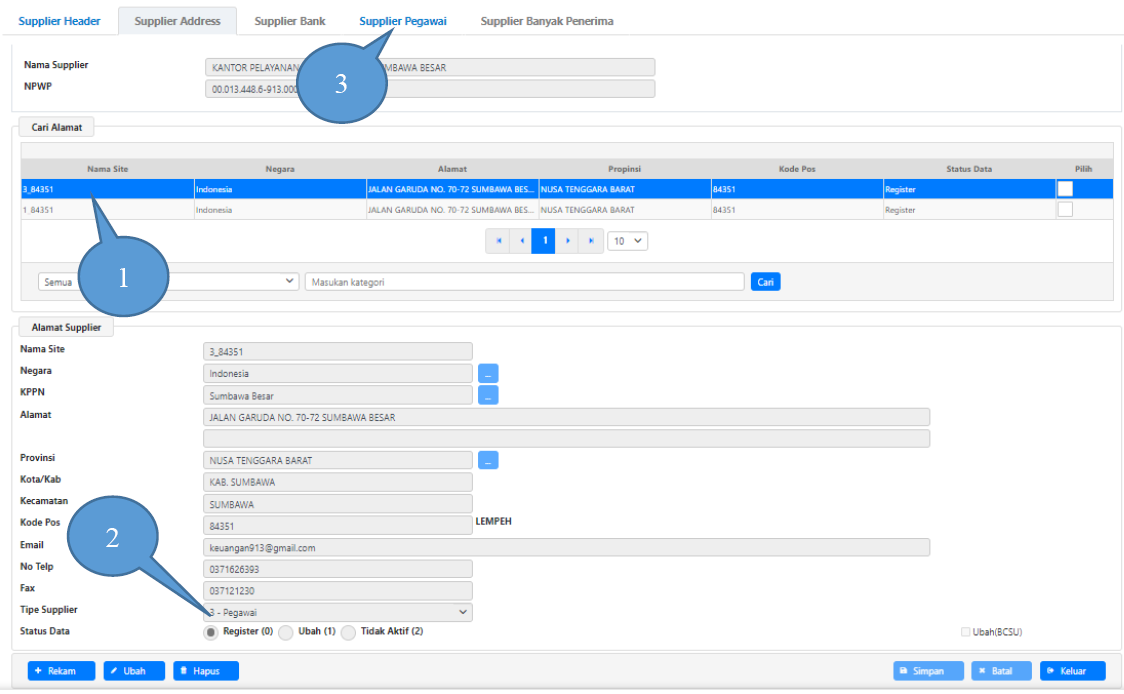 Supplier Header Supplier Address Supplier Bank Supplier Pegawai Supplier Banyak Penerima
Nama Supplier KANTOR PELAYANAN MBAWA BESAR
NPWP 00.013.448.6-913.000
3
Cari Alamat
Nama Site Negara Alamat Propinsi Kode Pos Status Data Pilih
3_84351 Indonesia JALAN GARUDA NO. 70-72 SUMBAWA BES... NUSA TENGGARA BARAT 84351 Register
1_84351 Indonesia JALAN GARUDA NO. 70-72 SUMBAWA BES... NUSA TENGGARA BARAT 84351 Register
1 10
1
Semua Masukan kategori Cari
Alamat Supplier
Nama Site 3_84351
Negara Indonesia ...
KPPN Sumbawa Besar ...
Alamat JALAN GARUDA NO. 70-72 SUMBAWA BESAR
Provinsi NUSA TENGGARA BARAT ...
Kota/Kab KAB. SUMBAWA
Kecamatan SUMBAWA
Kode Pos 84351 LEMPEH
2
Email keuangan913@gmail.com
No Telp 0371626393
Fax 037121230
Tipe Supplier 3 - Pegawai
Status Data Register (0) Ubah (1) Tidak Aktif (2) Ubah(BCSU)
Rekam Ubah Hapus Simpan Batal Keluar